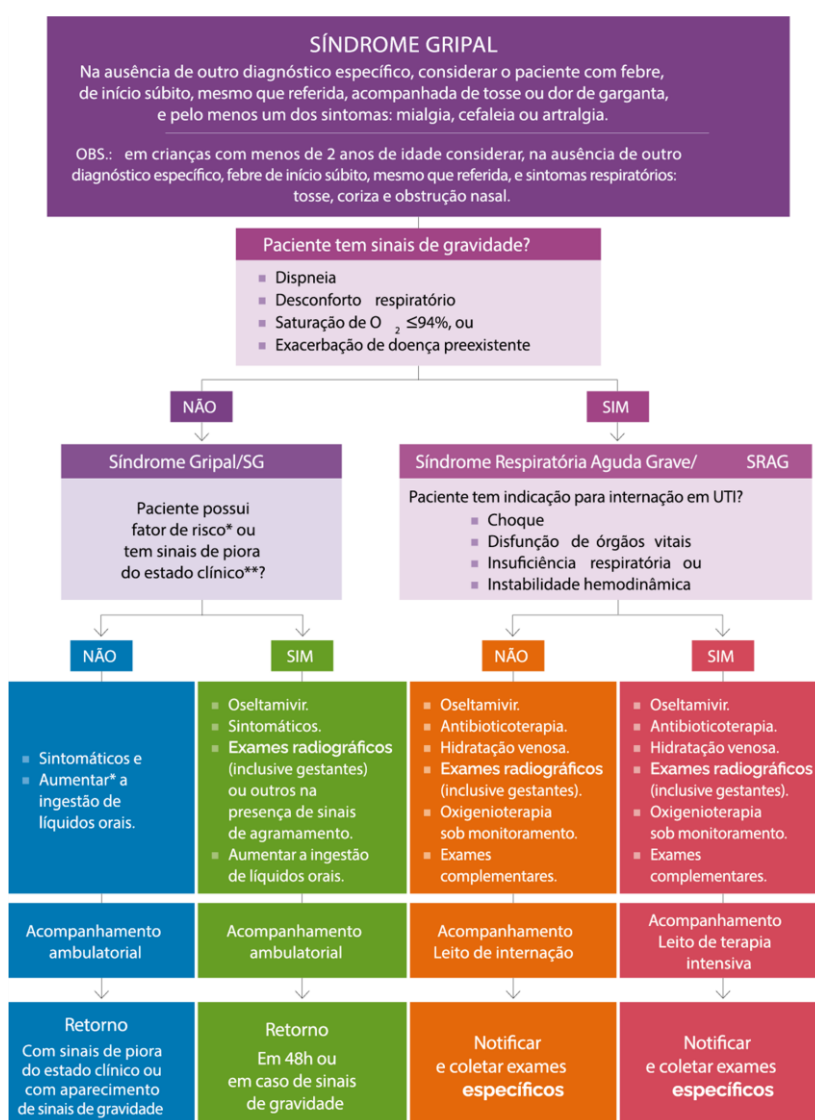 SÍNDROME GRIPAL
Na ausência de outro diagnóstico específico, considerar o paciente com febre,
de início súbito, mesmo que referida, acompanhada de tosse ou dor de garganta,
e pelo menos um dos sintomas: mialgia, cefaleia ou artralgia.
OBS.: em crianças com menos de 2 anos de idade considerar, na ausência de outro
diagnóstico específico, febre de início súbito, mesmo que referida, e sintomas respiratórios:
tosse, coriza e obstrução nasal.
Paciente tem sinais de gravidade?
Dispneia
Desconforto respiratório
Saturação de O 2 ≤94%, ou
Exacerbação de doença preexistente
NÃO
SIM
Síndrome Gripal/SG
Paciente possui
fator de risco* ou
tem sinais de piora
do estado clínico**?
Síndrome Respiratória Aguda Grave/ SRAG
Paciente tem indicação para internação em UTI?
Choque
Disfunção de órgãos vitais
Insuficiência respiratória ou
Instabilidade hemodinâmica
NÃO
SIM
NÃO
SIM
Sintomáticos e
Aumentar* a
ingestão de
líquidos orais.
Acompanhamento
ambulatorial
Retorno
Com sinais de piora
do estado clínico ou
com aparecimento
de sinais de gravidade
Oseltamivir.
Sintomáticos.
Exames radiográficos
(inclusive gestantes)
ou outros na
presença de sinais
de agramamento.
Aumentar a ingestão
de líquidos orais.
Acompanhamento
ambulatorial
Retorno
Em 48h ou
em caso de sinais
de gravidade
Oseltamivir.
Antibioticoterapia.
Hidratação venosa.
Exames radiográficos
(inclusive gestantes).
Oxigenioterapia
sob monitoramento.
Exames
complementares.
Acompanhamento
Leito de internação
Notificar
e coletar exames
específicos
Oseltamivir.
Antibioticoterapia.
Hidratação venosa.
Exames radiográficos
(inclusive gestantes).
Oxigenioterapia
sob monitoramento.
Exames
complementares.
Acompanhamento
Leito de terapia
intensiva
Notificar
e coletar exames
específicos